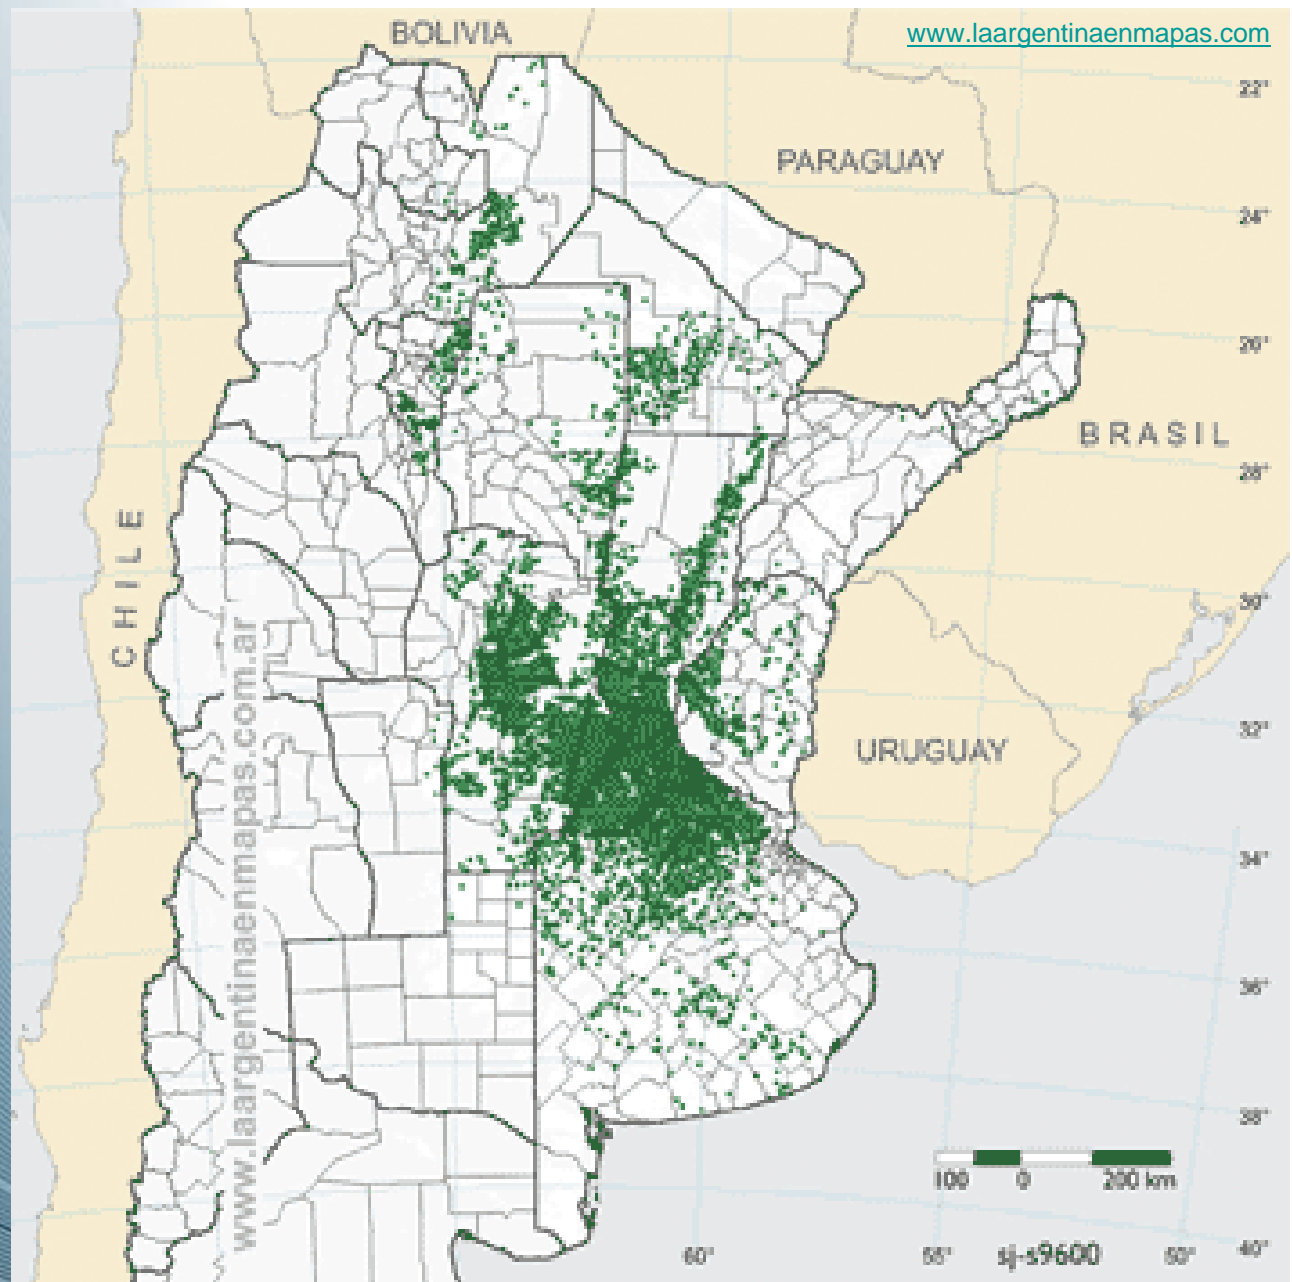 BOLIVIA
www.laargentinaenmapas.com
22°
PARAGUAY
24°
26°
BRASIL
28°
CHILE
30°
www.laargentinaenmapas.com.ar
32°
URUGUAY
34°
36°
38°
100 0 200 km
60° 55° sj-s9600 50° 40°